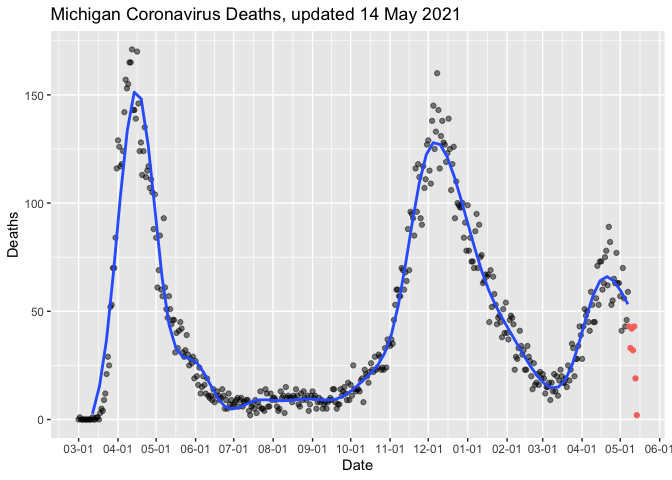 Michigan Coronavirus Deaths, updated 14 May 2021
150
100
50
0
Deaths
03-01 04-01 05-01 06-01 07-01 08-01 09-01 10-01 11-01 12-01 01-01 02-01 03-01 04-01 05-01 06-01
Date